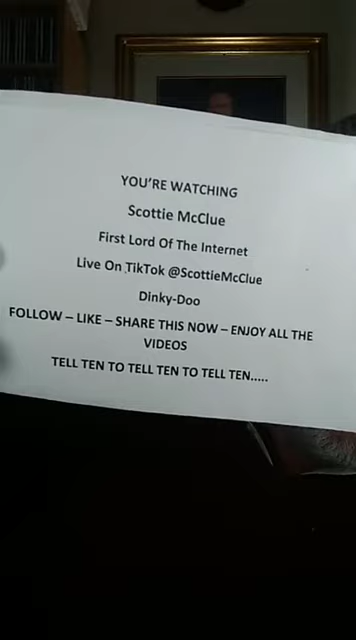 YOU'RE WATCHING
Scottie McClue
First Lord Of The Internet
Live On TikTok @ScottieMcClue
Dinky-Doo
FOLLOW – LIKE – SHARE THIS NOW – ENJOY ALL THE
VIDEOS
TELL TEN TO TELL TEN TO TELL TEN.....